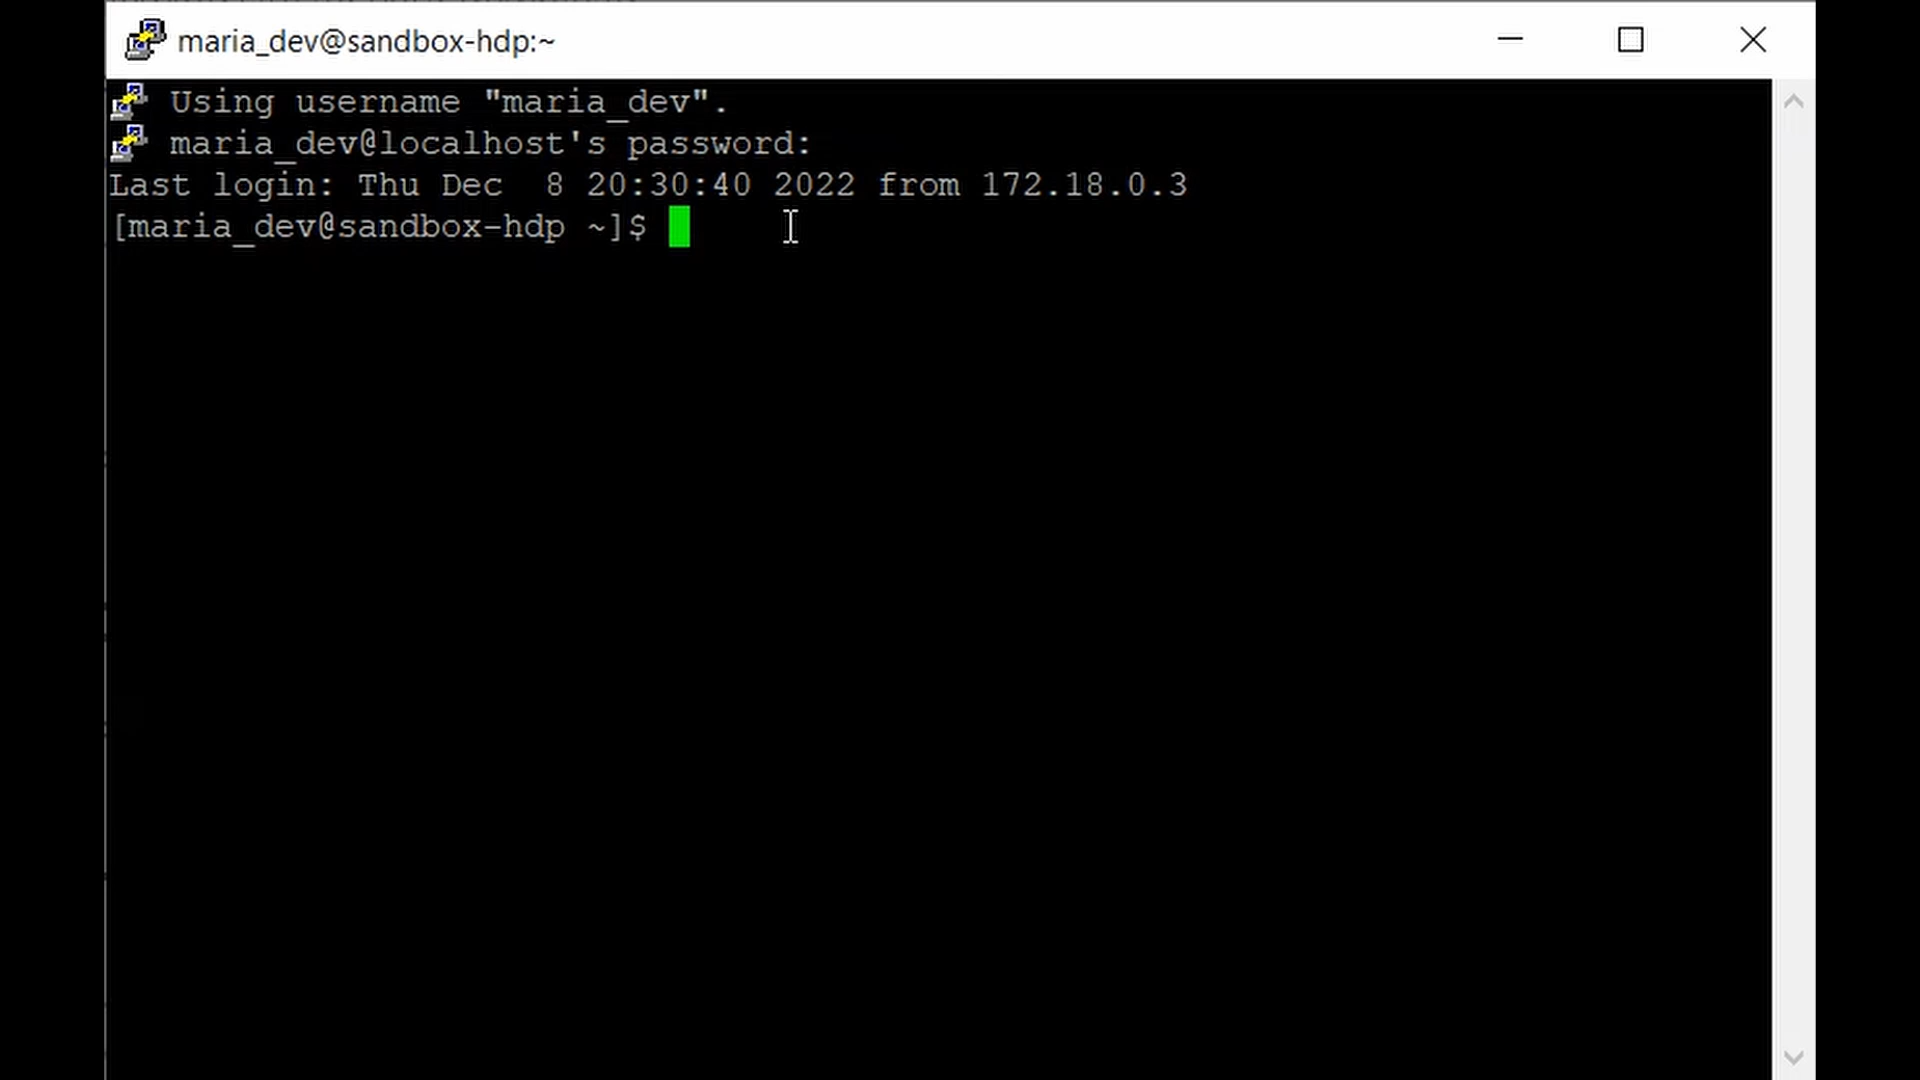 maria_dev@sandbox-hdp:~
Using username "maria_dev".
maria_dev@localhost's password:
Last login: Thu Dec  8 20:30:40 2022 from 172.18.0.3
[maria_dev@sandbox-hdp ~]$